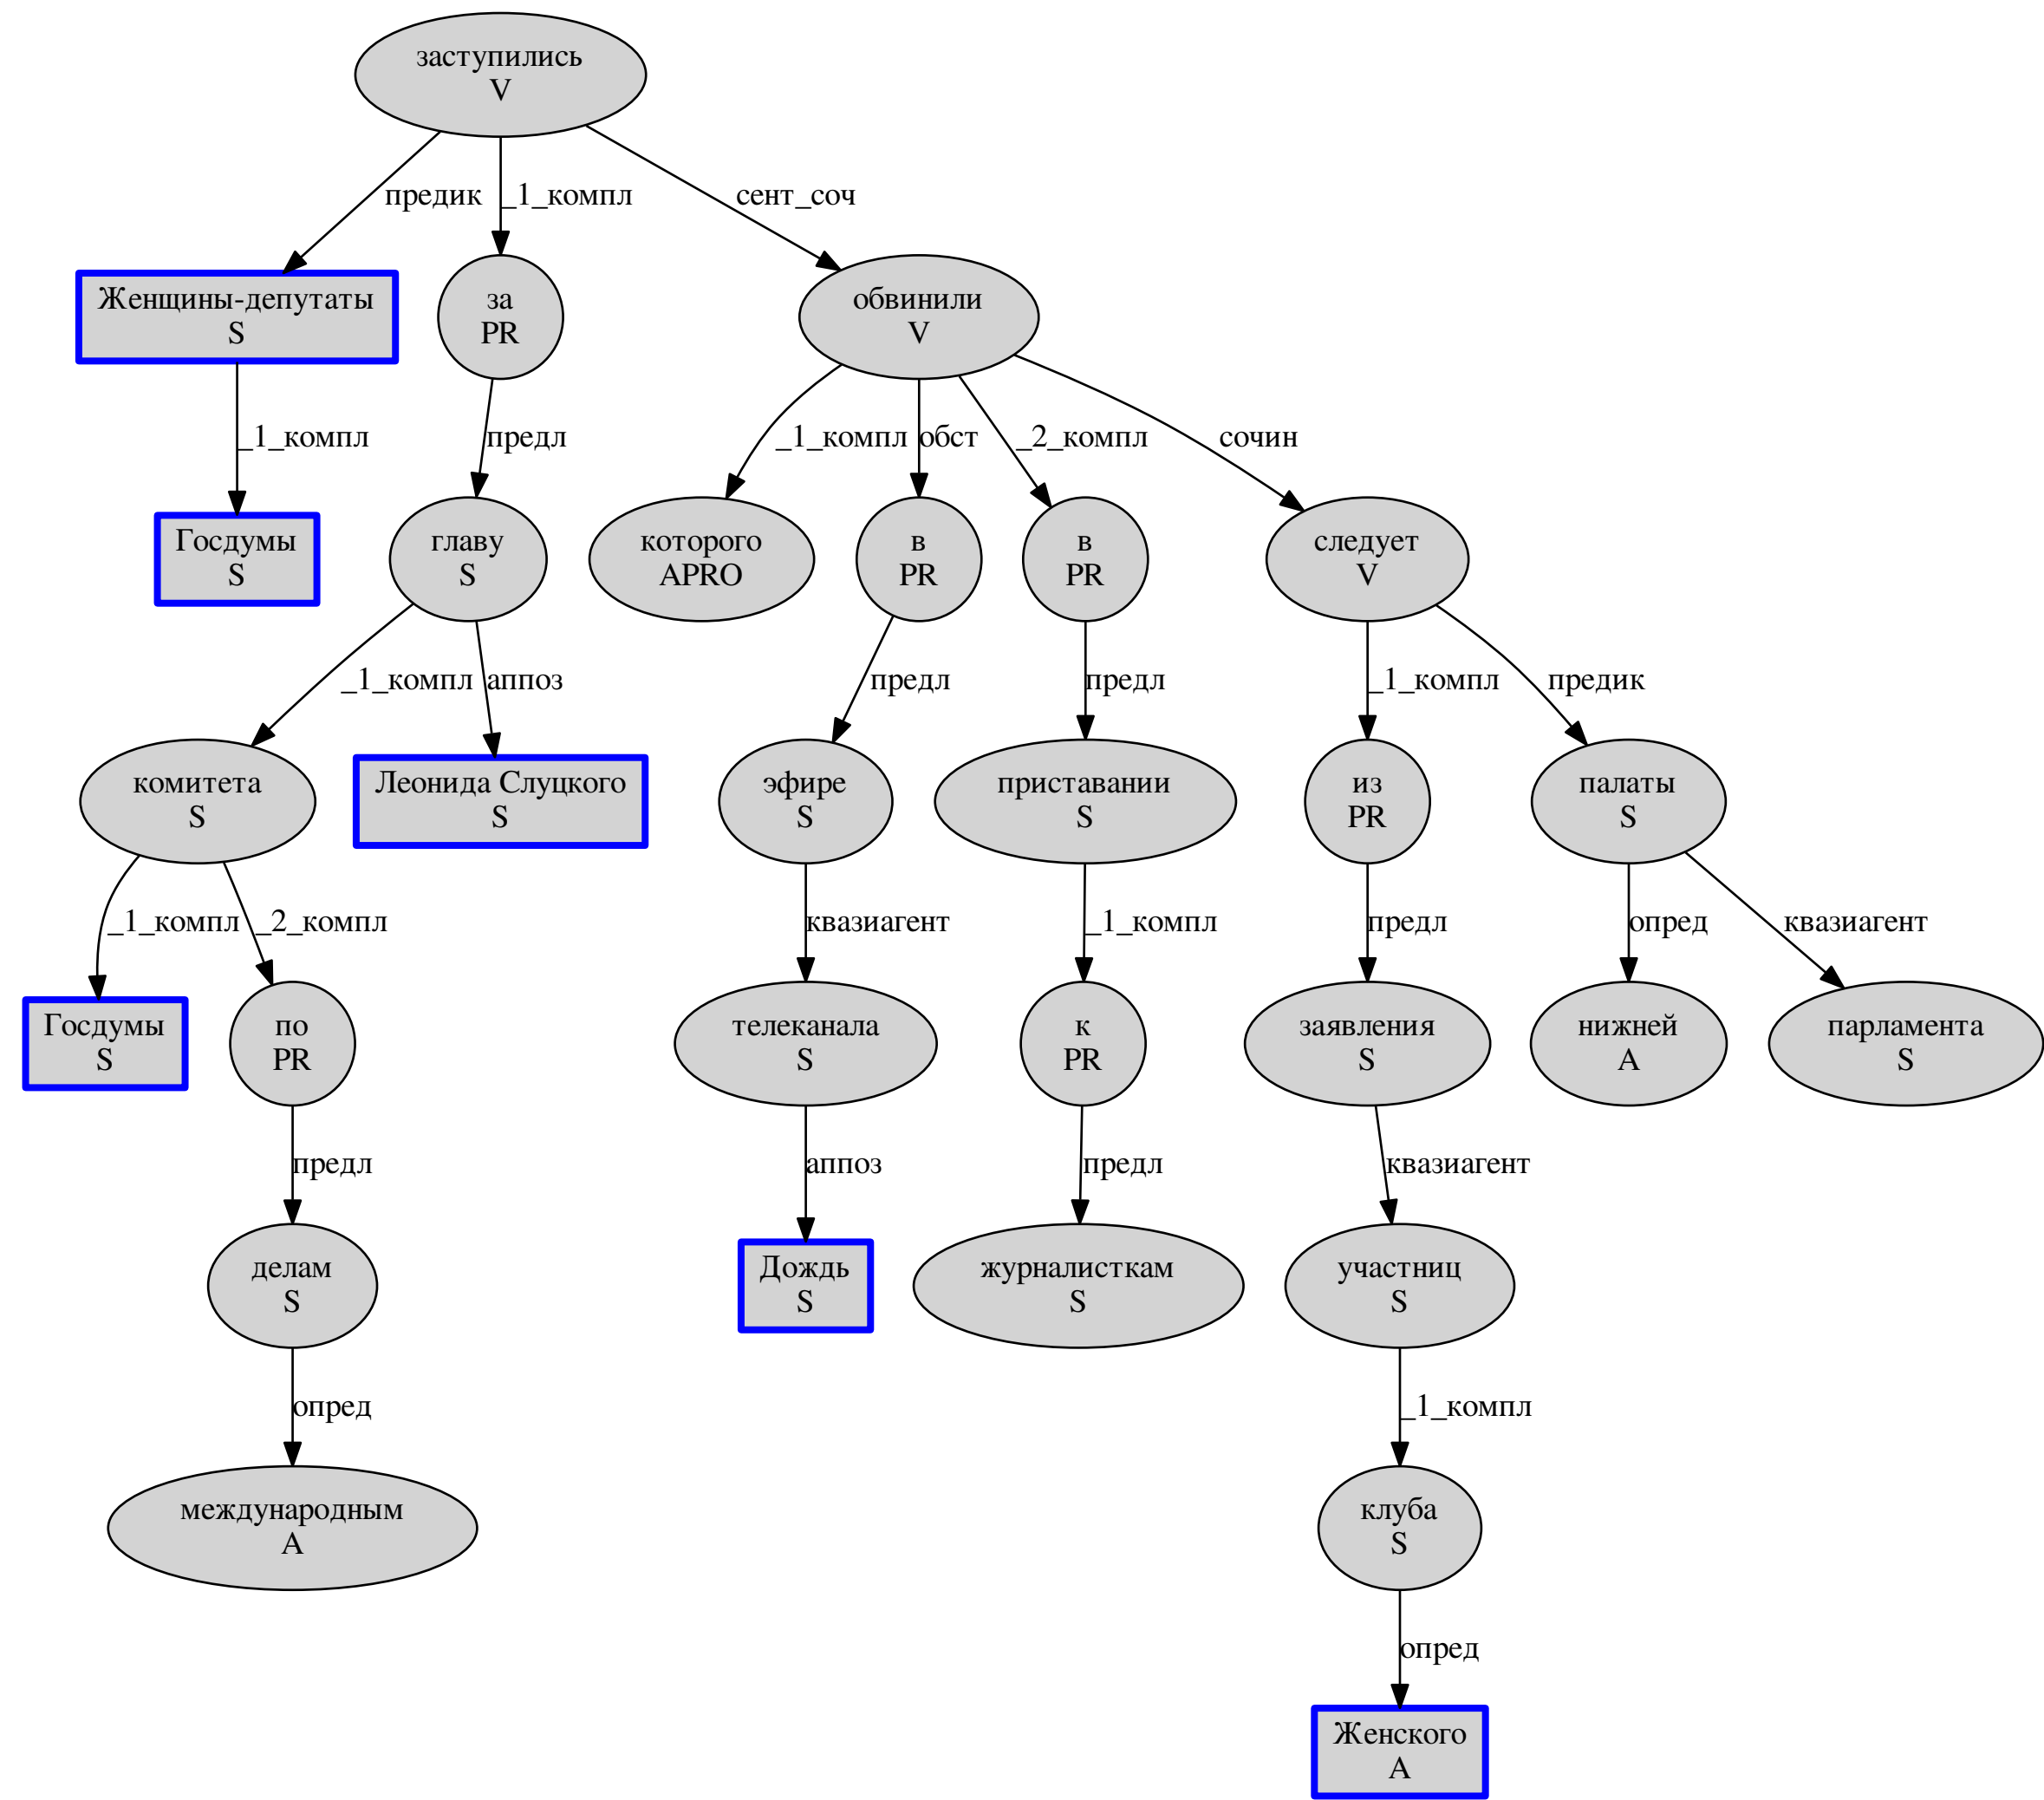 заступились
V
предик
_1_компл
сент_соч
Женщины-депутаты
S
за
PR
обвинили
V
_1_компл
предл
_1_компл
обст
_2_компл
сочин
Госдумы
S
главу
S
которого
APRO
в
PR
в
PR
следует
V
_1_компл
аппоз
предл
предл
_1_компл
предик
комитета
S
Леонида Слуцкого
S
эфире
S
приставании
S
из
PR
палаты
S
_1_компл
_2_компл
квазиагент
_1_компл
предл
опред
квазиагент
Госдумы
S
по
PR
телеканала
S
к
PR
заявления
S
нижней
A
парламента
S
предл
аппоз
предл
квазиагент
делам
S
Дождь
S
журналисткам
S
участниц
S
опред
_1_компл
международным
A
клуба
S
опред
Женского
A